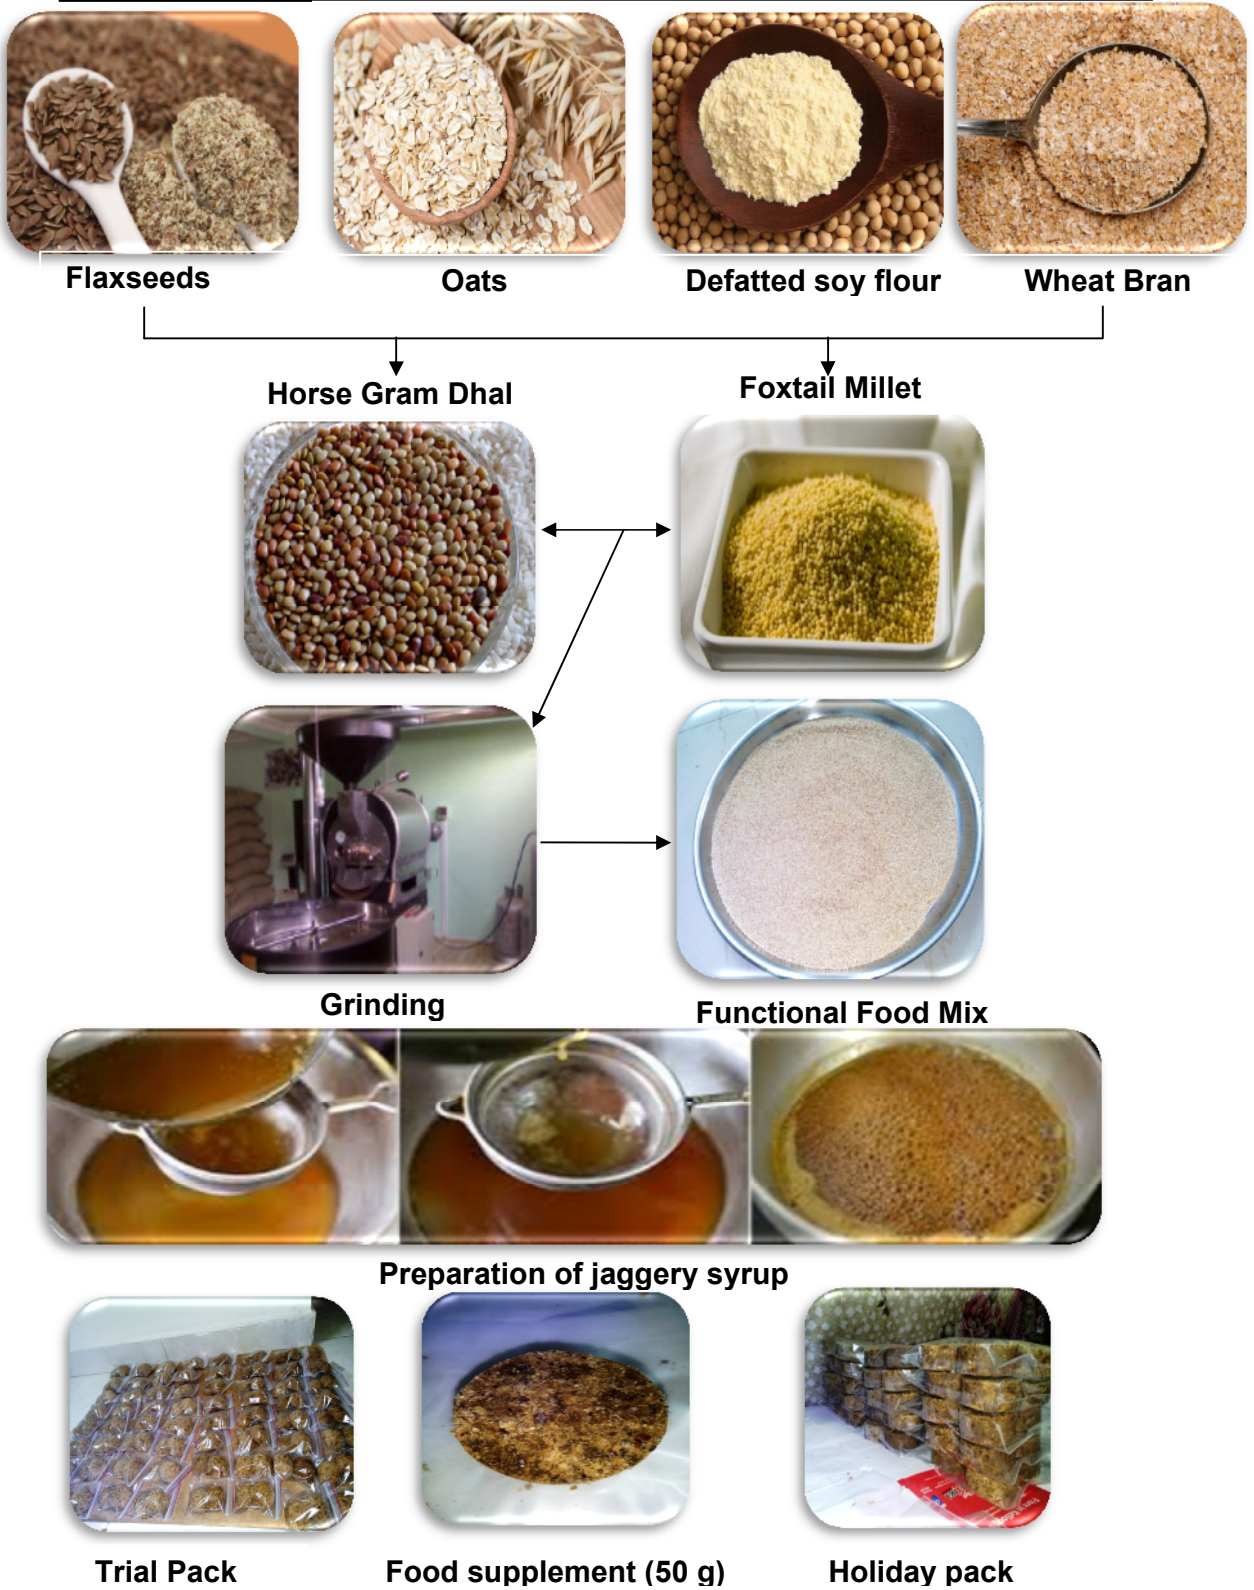 Flaxseeds
Oats
Defatted soy flour
Wheat Bran
Horse Gram Dhal
Foxtail Millet
Grinding
Functional Food Mix
Preparation of jaggery syrup
Trial Pack
Food supplement (50 g)
Holiday pack